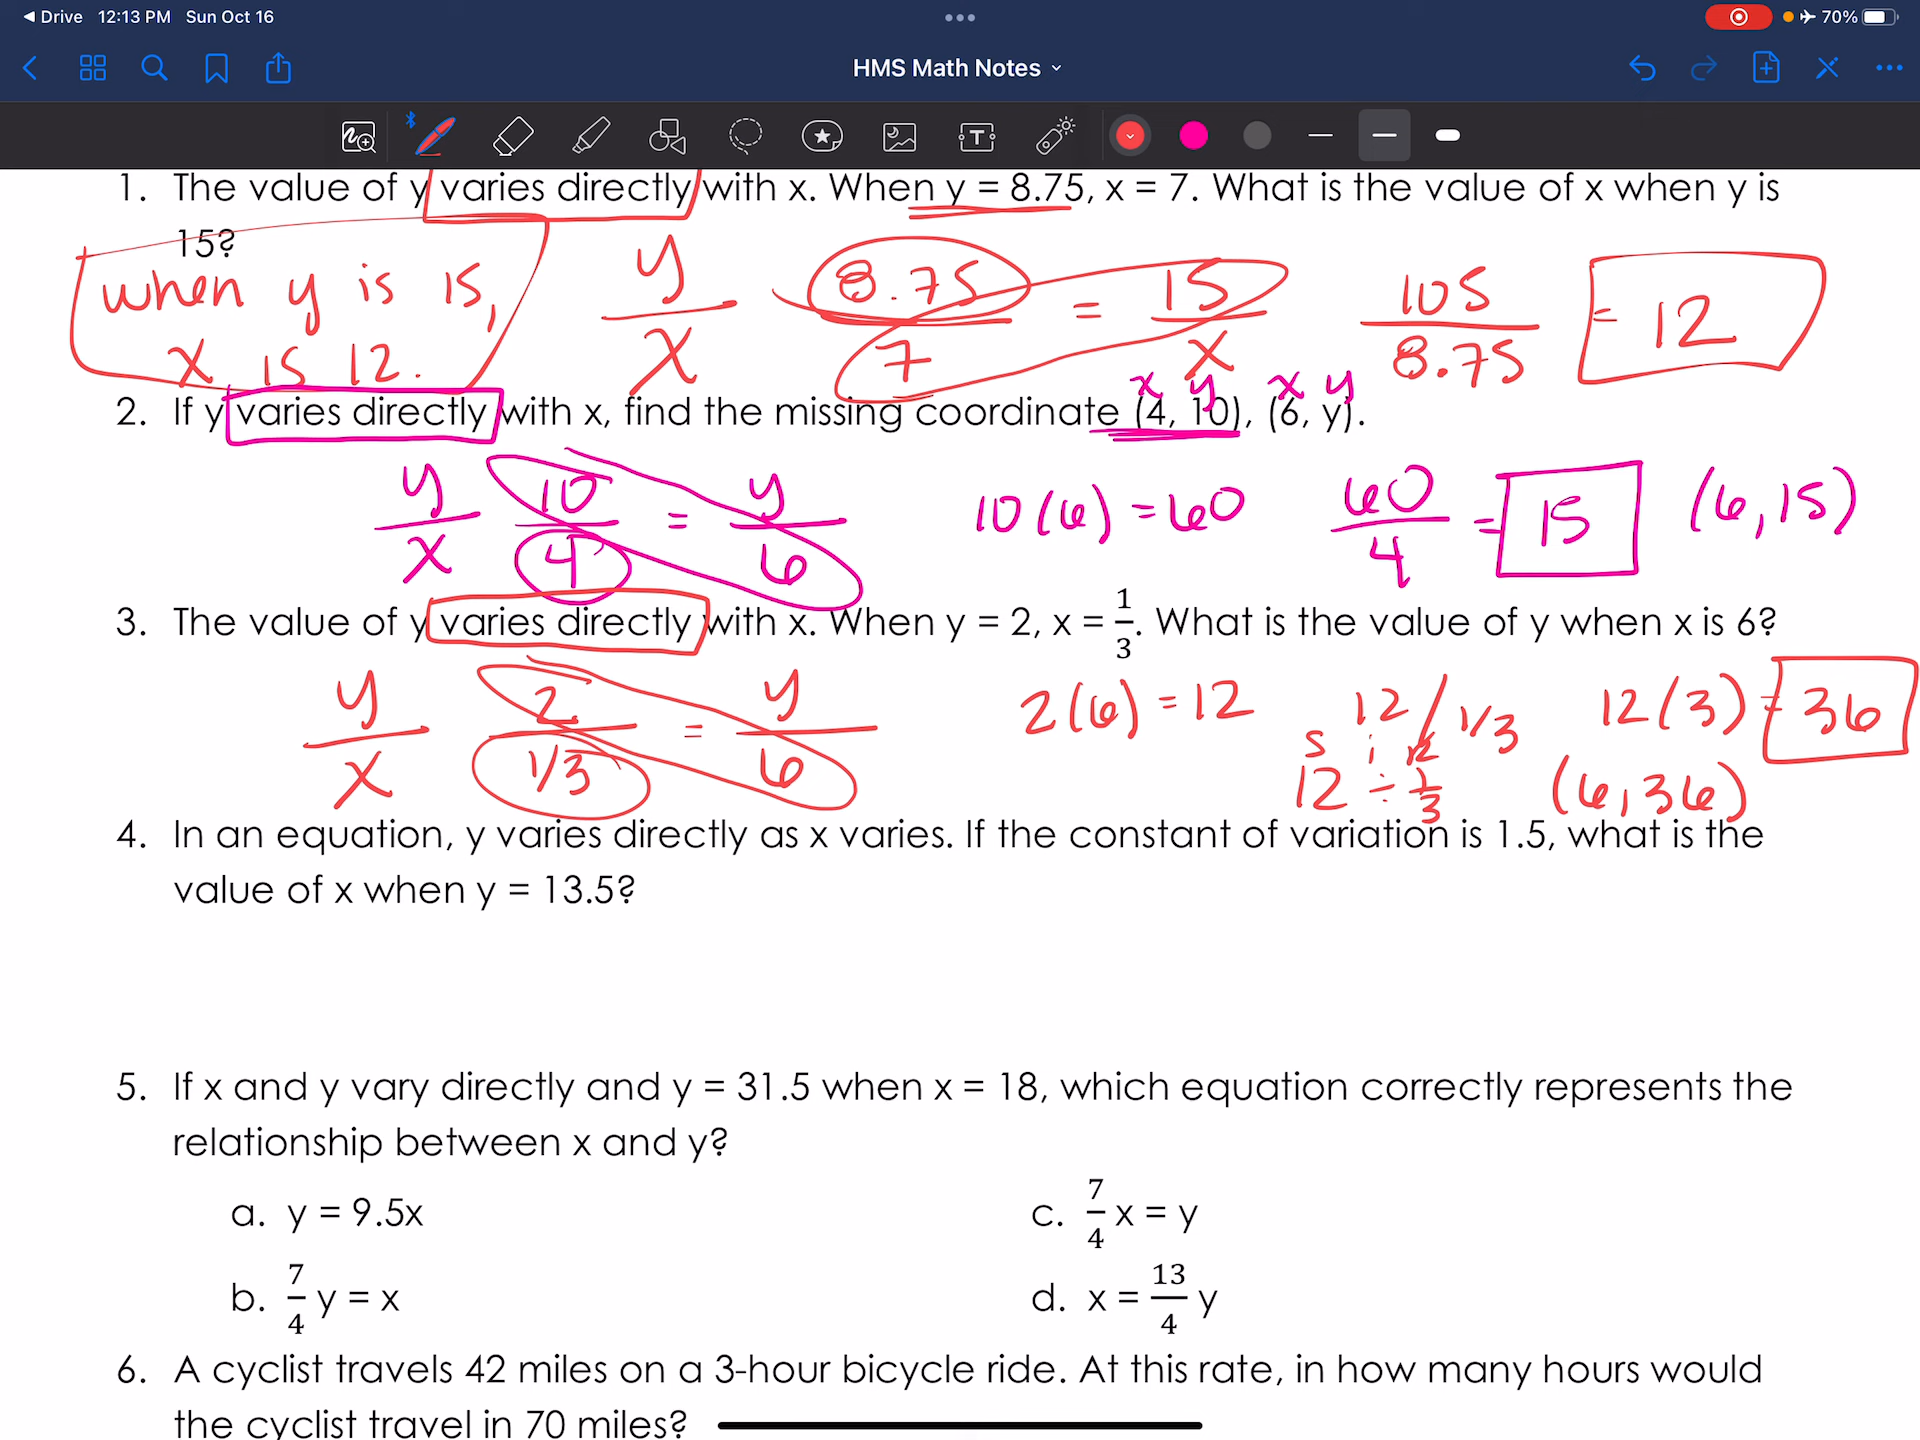 Drive 12:13 PM Sun Oct 16 70%
HMS Math Notes
1. The value of y varies directly with x. When y = 8.75, x = 7. What is the value of x when y is
15?
when y is 15,
x is 12.
y/x 8.75/7 = 15/x 105/8.75 = 12
x y x y
2. If y varies directly with x, find the missing coordinate (4, 10), (6, y).
y/x 10/4 = y/6 10(6) = 60 60/4 = 15 (6,15)
3. The value of y varies directly with x. When y = 2, x = 1/3. What is the value of y when x is 6?
y/x 2/1/3 = y/6 2(6) = 12 12/1/3 12(3) = 36
12 ÷ 1/3 (6,36)
4. In an equation, y varies directly as x varies. If the constant of variation is 1.5, what is the
value of x when y = 13.5?
5. If x and y vary directly and y = 31.5 when x = 18, which equation correctly represents the
relationship between x and y?
a. y = 9.5x
b. 7/4 y = x
c. 7/4 x = y
d. x = 13/4 y
6. A cyclist travels 42 miles on a 3-hour bicycle ride. At this rate, in how many hours would
the cyclist travel in 70 miles?